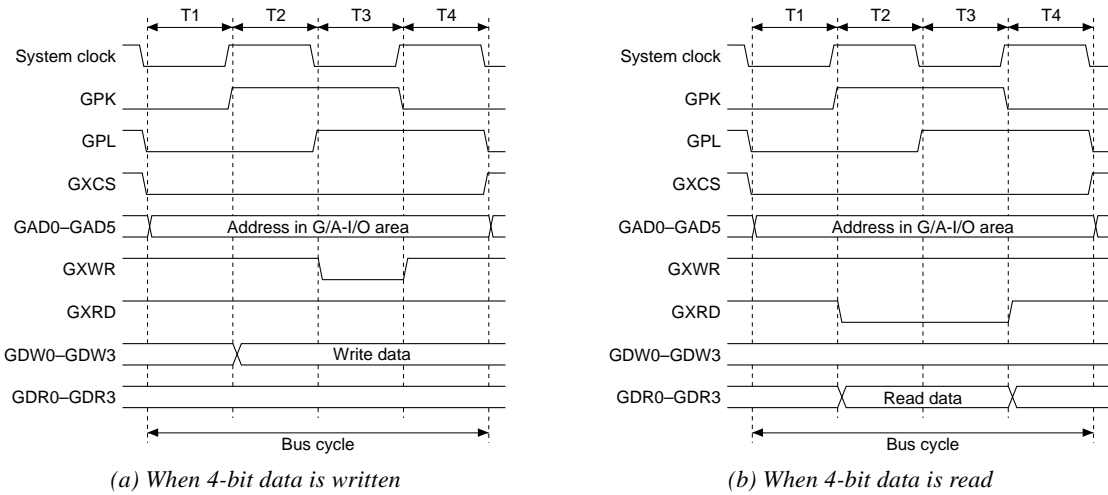 T1 T2 T3 T4
System clock
GPK
GPL
GXCS
GAD0–GAD5 Address in G/A-I/O area
GXWR
GXRD
GDW0–GDW3 Write data
GDR0–GDR3
Bus cycle
(a) When 4-bit data is written
T1 T2 T3 T4
System clock
GPK
GPL
GXCS
GAD0–GAD5 Address in G/A-I/O area
GXWR
GXRD
GDW0–GDW3
GDR0–GDR3 Read data
Bus cycle
(b) When 4-bit data is read